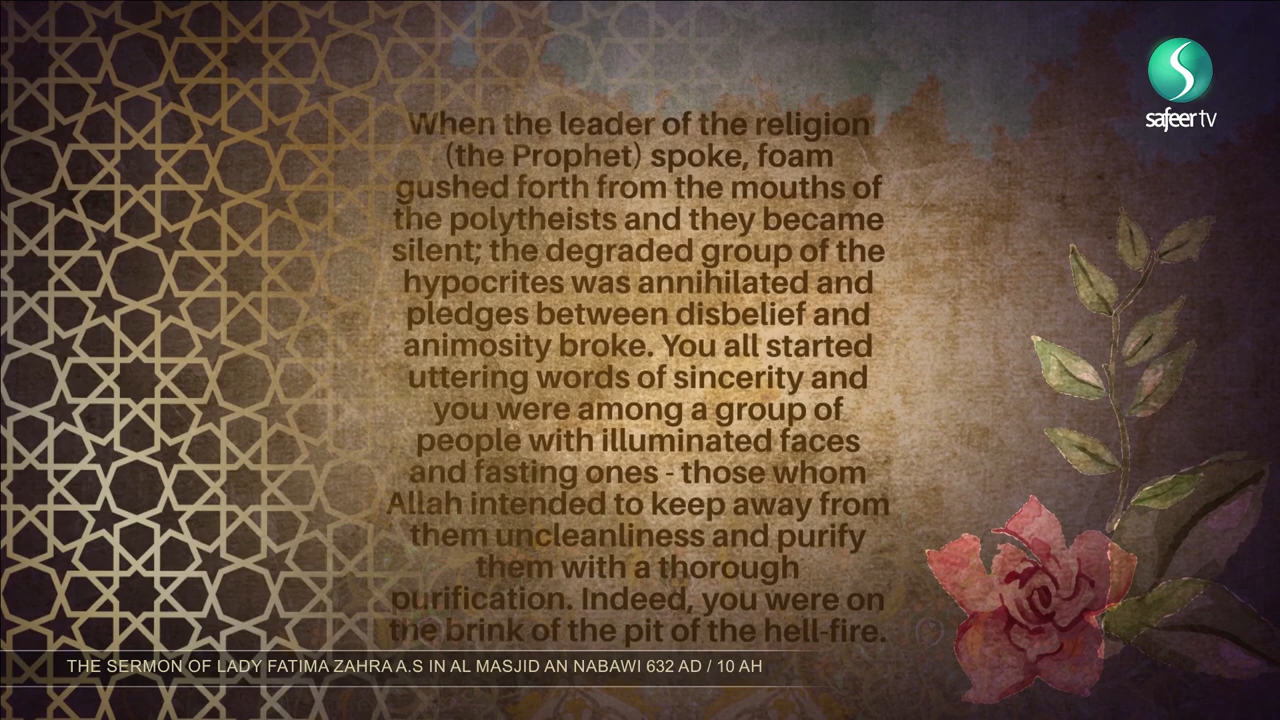 safeer tv
When the leader of the religion
(the Prophet) spoke, foam
gushed forth from the mouths of
the polytheists and they became
silent; the degraded group of the
hypocrites was annihilated and
pledges between disbelief and
animosity broke. You all started
uttering words of sincerity and
you were among a group of
people with illuminated faces
and fasting ones - those whom
Allah intended to keep away from
them uncleanliness and purify
them with a thorough
purification. Indeed, you were on
the brink of the pit of the hell-fire.
THE SERMON OF LADY FATIMA ZAHRA A.S IN AL MASJID AN NABAWI 632 AD / 10 AH